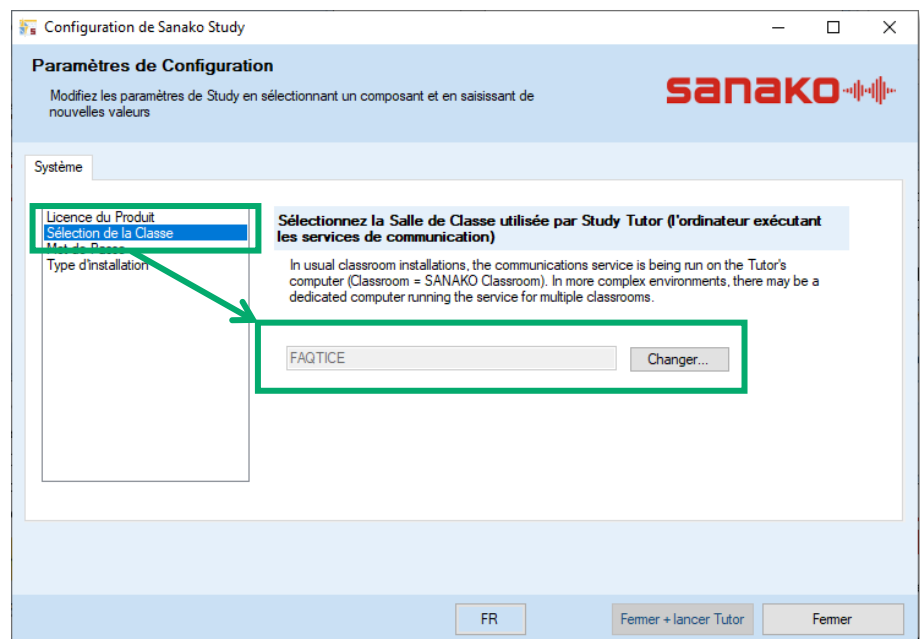 Configuration de Sanako Study
Paramètres de Configuration
Modifiez les paramètres de Study en sélectionnant un composant et en saisissant de
nouvelles valeurs
sanako
Système
Licence du Produit
Sélection de la Classe
Mot de Passe
Type d'installation
Sélectionnez la Salle de Classe utilisée par Study Tutor (l'ordinateur exécutant
les services de communication)
In usual classroom installations, the communications service is being run on the Tutor's
computer (Classroom = SANAKO Classroom). In more complex environments, there may be a
dedicated computer running the service for multiple classrooms.
FAQTICE
Changer...
FR
Fermer + lancer Tutor
Fermer